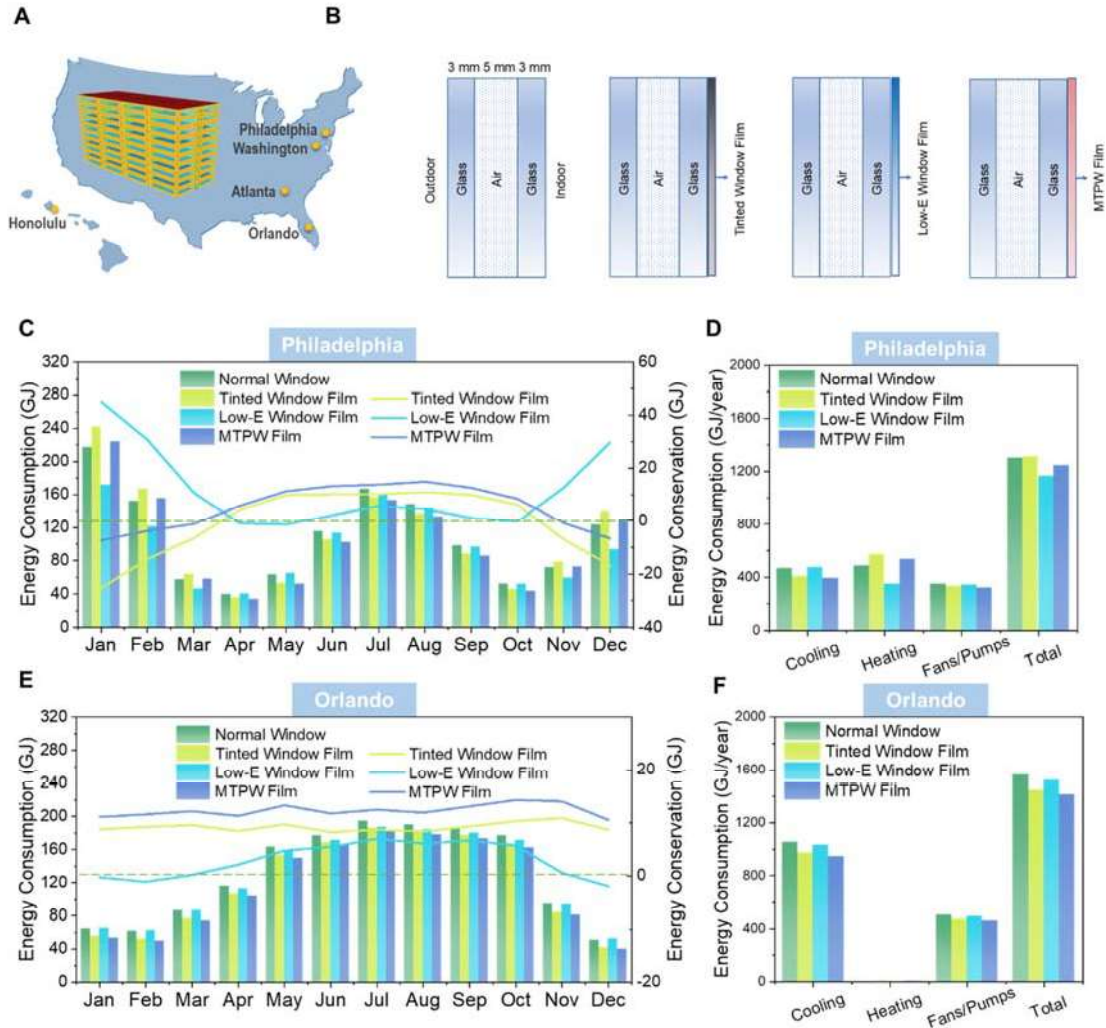 A
B
Philadelphia
Washington
Atlanta
Honolulu
Orlando
3 mm 5 mm 3 mm
Outdoor
Glass
Air
Glass
Indoor
Glass
Air
Glass
Tinted Window Film
Glass
Air
Glass
Low-E Window Film
Glass
Air
Glass
MTPW Film
C
Philadelphia
Energy Consumption (GJ)
320
280
240
200
160
120
80
40
0
Normal Window
Tinted Window Film
Low-E Window Film
MTPW Film
Tinted Window Film
Low-E Window Film
MTPW Film
60
40
20
0
-20
-40
Energy Conservation (GJ)
Jan Feb Mar Apr May Jun Jul Aug Sep Oct Nov Dec
D
Philadelphia
Energy Consumption (GJ/year)
2000
1600
1200
800
400
0
Normal Window
Tinted Window Film
Low-E Window Film
MTPW Film
Cooling Heating Fans/Pumps Total
E
Orlando
Energy Consumption (GJ)
320
280
240
200
160
120
80
40
0
Normal Window
Tinted Window Film
Low-E Window Film
MTPW Film
Tinted Window Film
Low-E Window Film
MTPW Film
20
0
-20
Energy Conservation (GJ)
Jan Feb Mar Apr May Jun Jul Aug Sep Oct Nov Dec
F
Orlando
Energy Consumption (GJ/year)
2000
1600
1200
800
400
0
Normal Window
Tinted Window Film
Low-E Window Film
MTPW Film
Cooling Heating Fans/Pumps Total